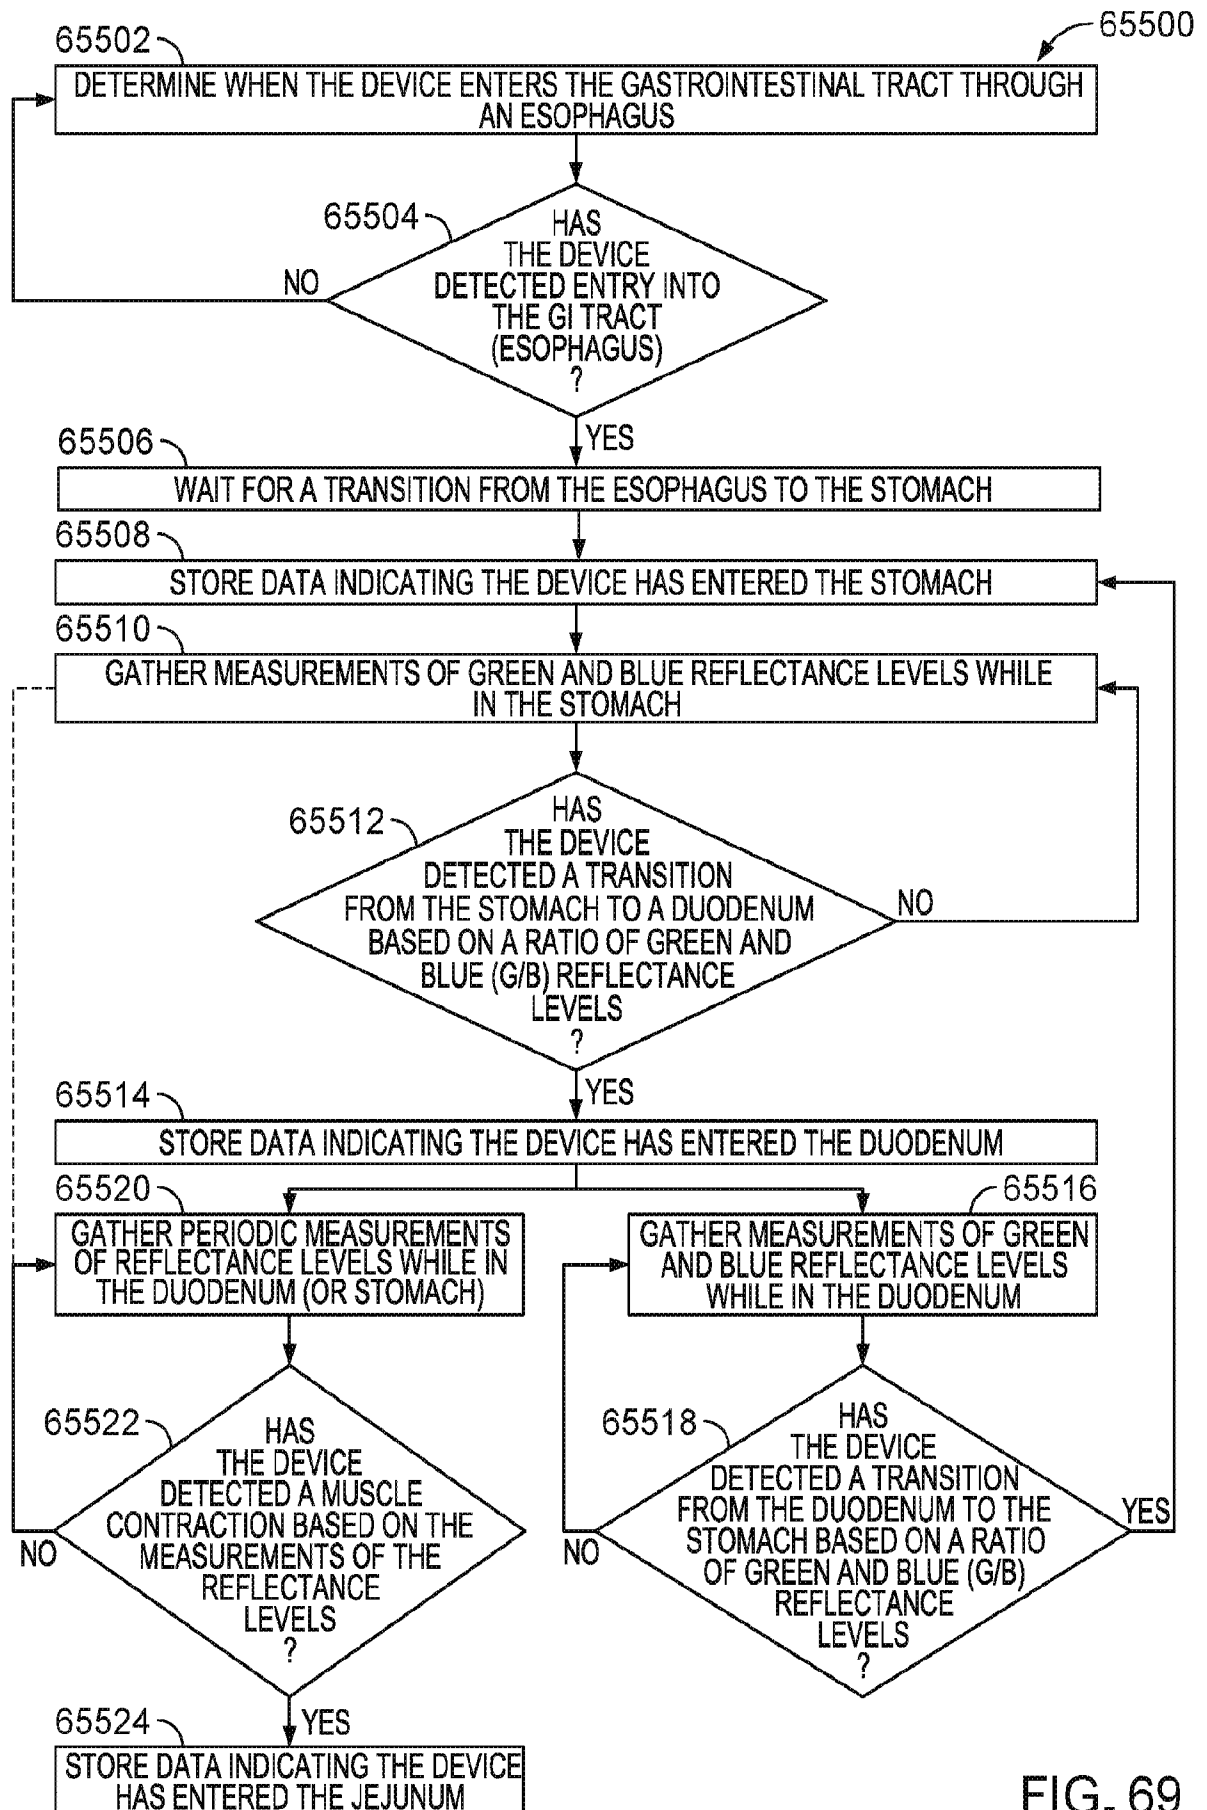 65500
65502
DETERMINE WHEN THE DEVICE ENTERS THE GASTROINTESTINAL TRACT THROUGH
AN ESOPHAGUS
65504
HAS
THE DEVICE
DETECTED ENTRY INTO
THE GI TRACT
(ESOPHAGUS)
?
NO
YES
65506
WAIT FOR A TRANSITION FROM THE ESOPHAGUS TO THE STOMACH
65508
STORE DATA INDICATING THE DEVICE HAS ENTERED THE STOMACH
65510
GATHER MEASUREMENTS OF GREEN AND BLUE REFLECTANCE LEVELS WHILE
IN THE STOMACH
65512
HAS
THE DEVICE
DETECTED A TRANSITION
FROM THE STOMACH TO A DUODENUM
BASED ON A RATIO OF GREEN AND
BLUE (G/B) REFLECTANCE
LEVELS
?
NO
YES
65514
STORE DATA INDICATING THE DEVICE HAS ENTERED THE DUODENUM
65520
GATHER PERIODIC MEASUREMENTS
OF REFLECTANCE LEVELS WHILE IN
THE DUODENUM (OR STOMACH)
65516
GATHER MEASUREMENTS OF GREEN
AND BLUE REFLECTANCE LEVELS
WHILE IN THE DUODENUM
65522
HAS
THE DEVICE
DETECTED A MUSCLE
CONTRACTION BASED ON THE
MEASUREMENTS OF THE
REFLECTANCE
LEVELS
?
NO
YES
65518
HAS
THE DEVICE
DETECTED A TRANSITION
FROM THE DUODENUM TO THE
STOMACH BASED ON A RATIO
OF GREEN AND BLUE (G/B)
REFLECTANCE
LEVELS
?
NO
YES
65524
STORE DATA INDICATING THE DEVICE
HAS ENTERED THE JEJUNUM
FIG. 69